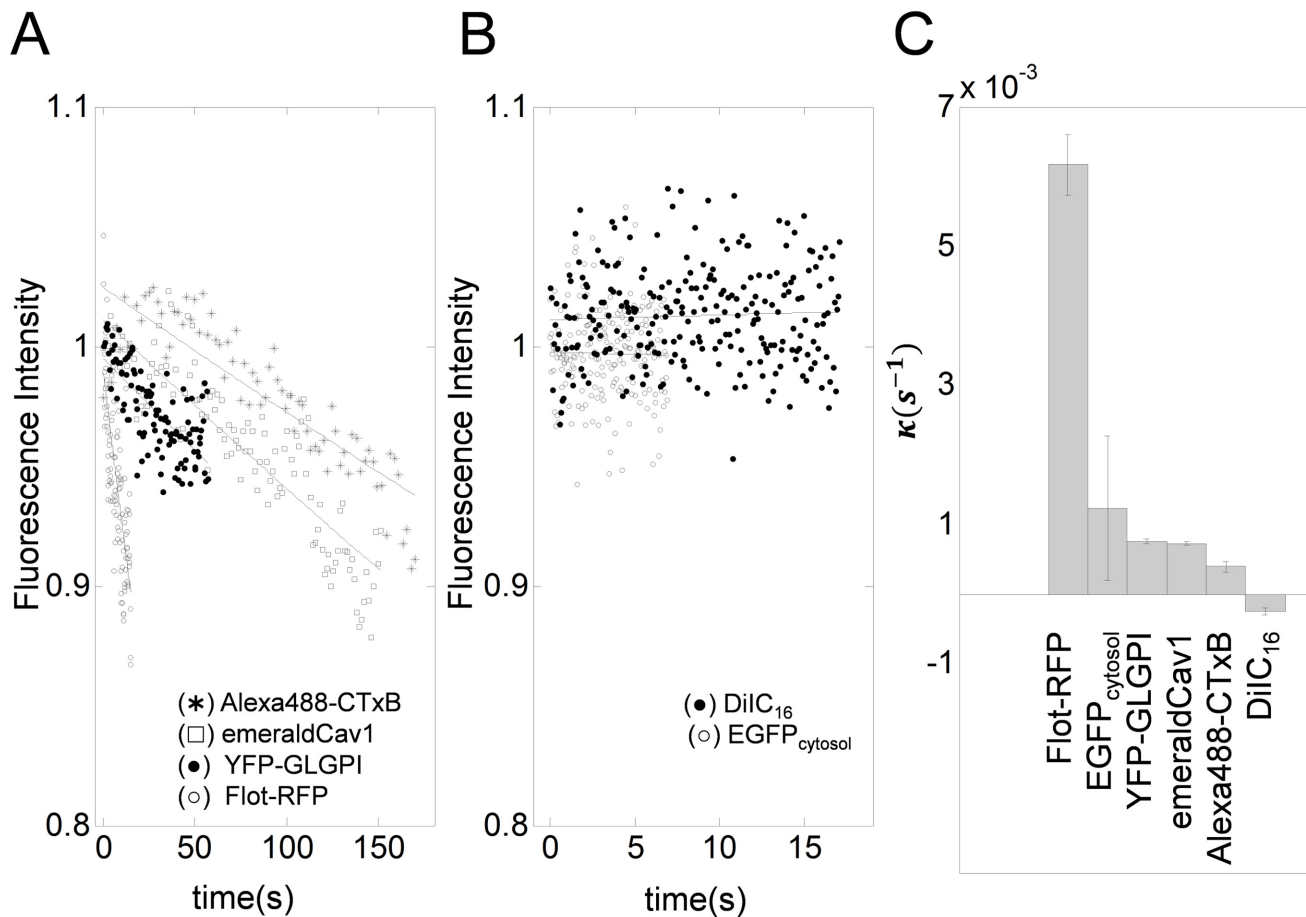 A
B
C
1.1
1
0.9
0.8
Fluorescence Intensity
0
50
100
150
time(s)
(∗) Alexa488-CTxB
(□) emeraldCav1
(●) YFP-GLGPI
(○) Flot-RFP
1.1
1
0.9
0.8
Fluorescence Intensity
0
5
10
15
time(s)
(●) DiIC₁₆
(○) EGFP_cytosol
7 x 10⁻³
5
3
1
-1
κ(s⁻¹)
Flot-RFP
EGFP_cytosol
YFP-GLGPI
emeraldCav1
Alexa488-CTxB
DiIC₁₆